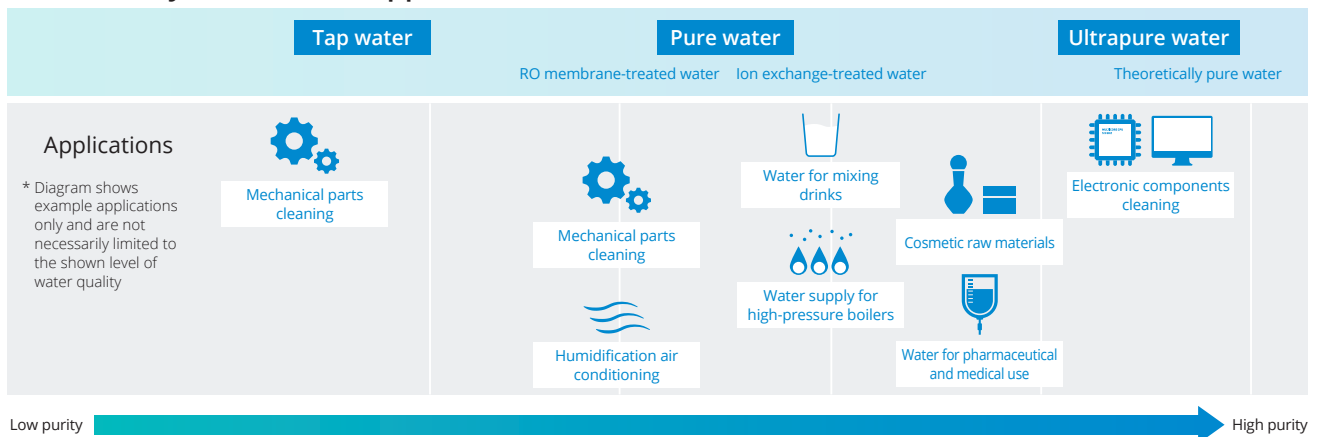 Tap water
Pure water
Ultrapure water
RO membrane-treated water
Ion exchange-treated water
Theoretically pure water
Applications
* Diagram shows
example applications
only and are not
necessarily limited to
the shown level of
water quality
Mechanical parts
cleaning
Mechanical parts
cleaning
Humidification air
conditioning
Water for mixing
drinks
Water supply for
high-pressure boilers
Cosmetic raw materials
Water for pharmaceutical
and medical use
Electronic components
cleaning
Low purity
High purity